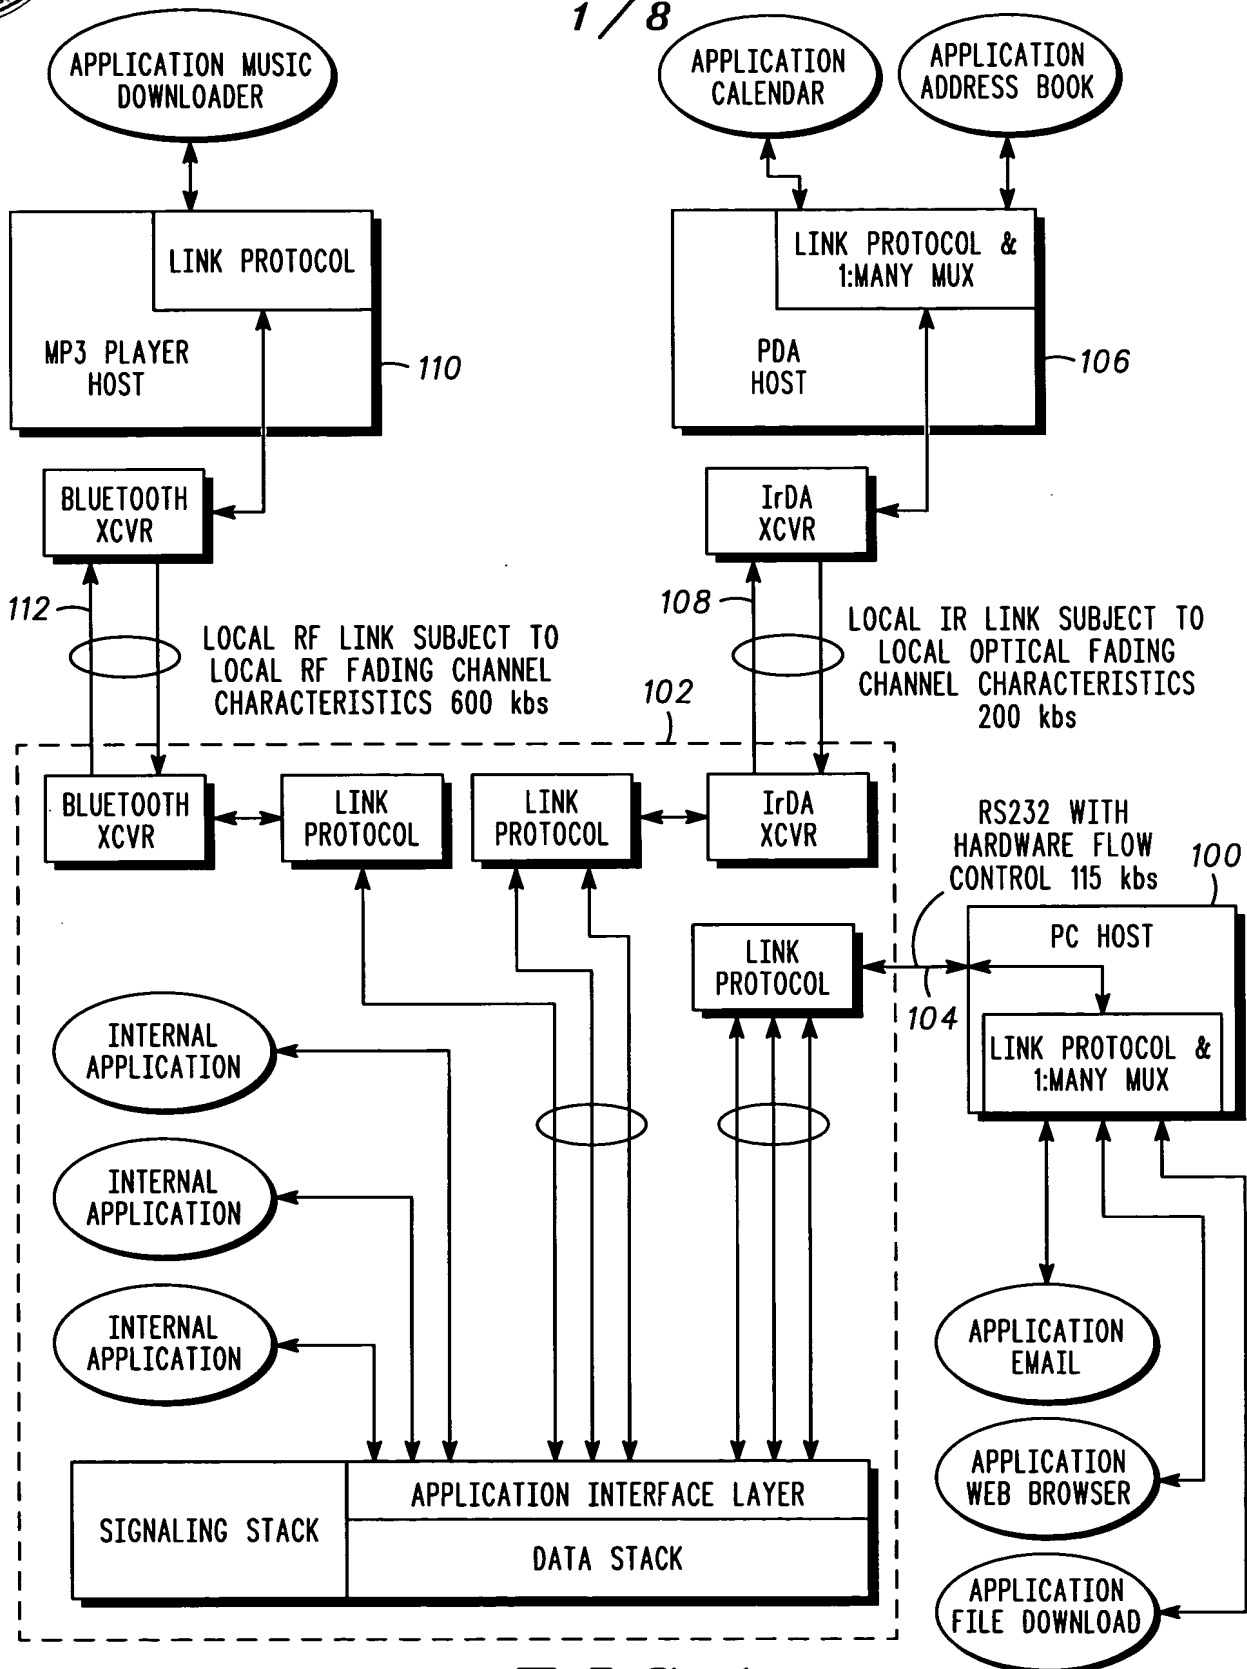 1/8
APPLICATION MUSIC
DOWNLOADER
APPLICATION
CALENDAR
APPLICATION
ADDRESS BOOK
LINK PROTOCOL
MP3 PLAYER
HOST
110
LINK PROTOCOL &
1:MANY MUX
PDA
HOST
106
BLUETOOTH
XCVR
IrDA
XCVR
112
LOCAL RF LINK SUBJECT TO
LOCAL RF FADING CHANNEL
CHARACTERISTICS 600 kbs
108
LOCAL IR LINK SUBJECT TO
LOCAL OPTICAL FADING
CHANNEL CHARACTERISTICS
200 kbs
102
BLUETOOTH
XCVR
LINK
PROTOCOL
LINK
PROTOCOL
IrDA
XCVR
RS232 WITH
HARDWARE FLOW
CONTROL 115 kbs
100
PC HOST
LINK
PROTOCOL
104
LINK PROTOCOL &
1:MANY MUX
INTERNAL
APPLICATION
INTERNAL
APPLICATION
INTERNAL
APPLICATION
APPLICATION
EMAIL
APPLICATION
WEB BROWSER
APPLICATION
FILE DOWNLOAD
SIGNALING STACK
APPLICATION INTERFACE LAYER
DATA STACK